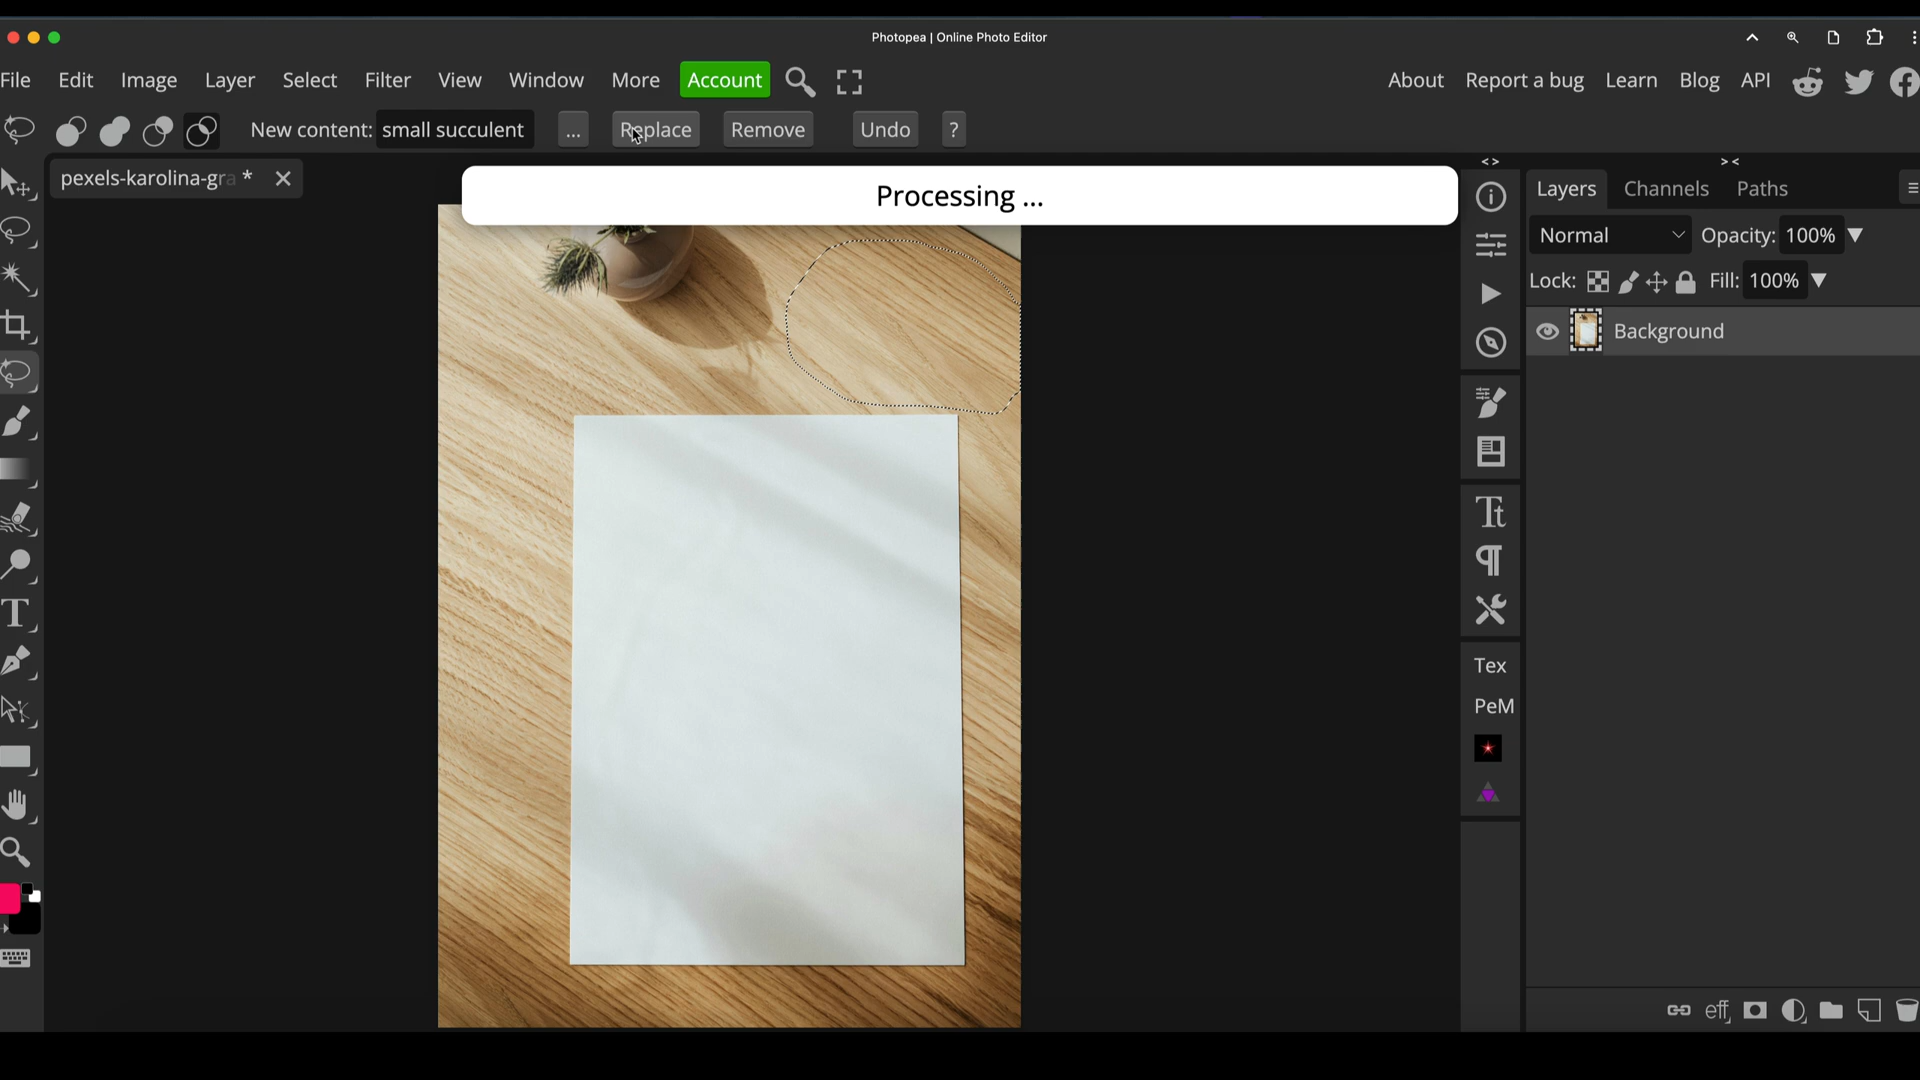 Photopea | Online Photo Editor
File Edit Image Layer Select Filter View Window More Account About Report a bug Learn Blog API
New content: small succulent ... Replace Remove Undo ?
pexels-karolina-gra *
Processing ...
< > > <
Layers Channels Paths
Normal Opacity: 100%
Lock: Fill: 100%
Background
Tt
Tex
PeM
T
eff